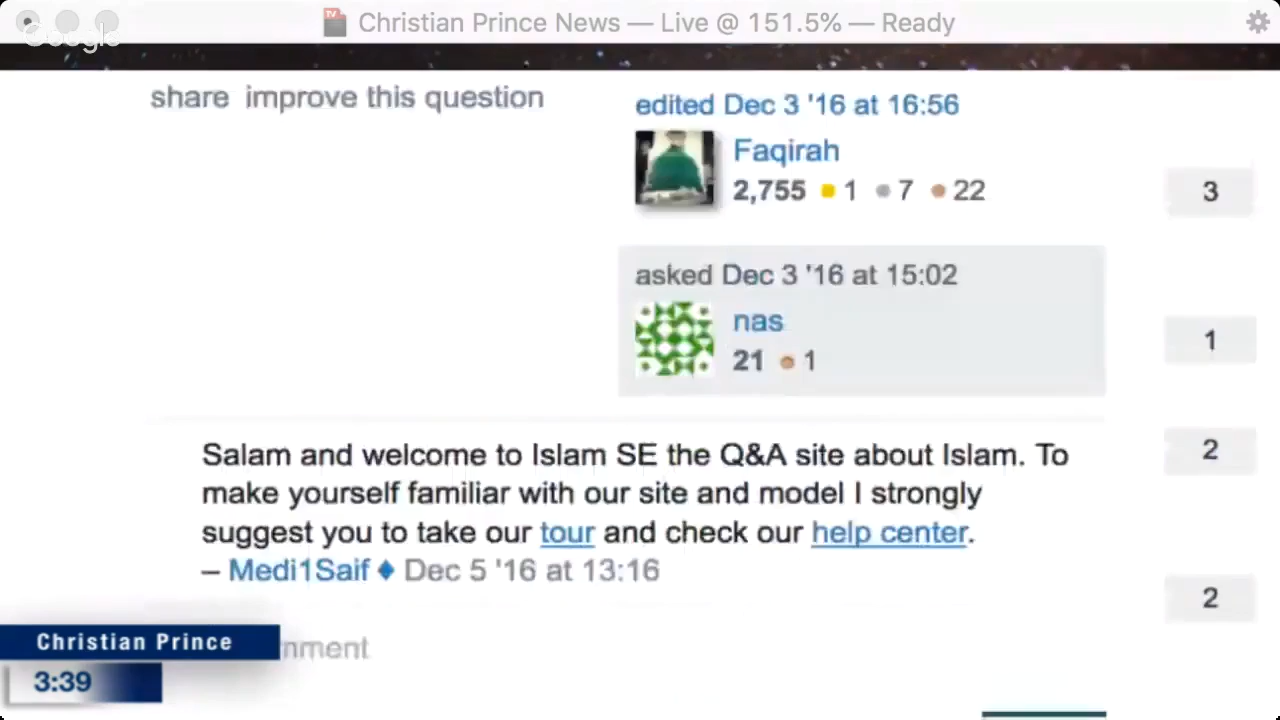 Google
Christian Prince News — Live @ 151.5% — Ready
share improve this question
edited Dec 3 '16 at 16:56
Faqirah
2,755 1 7 22
3
asked Dec 3 '16 at 15:02
nas
21 1
1
Salam and welcome to Islam SE the Q&A site about Islam. To
2
make yourself familiar with our site and model I strongly
suggest you to take our tour and check our help center.
– Medi1Saif ♦ Dec 5 '16 at 13:16
2
Christian Prince
nment
3:39